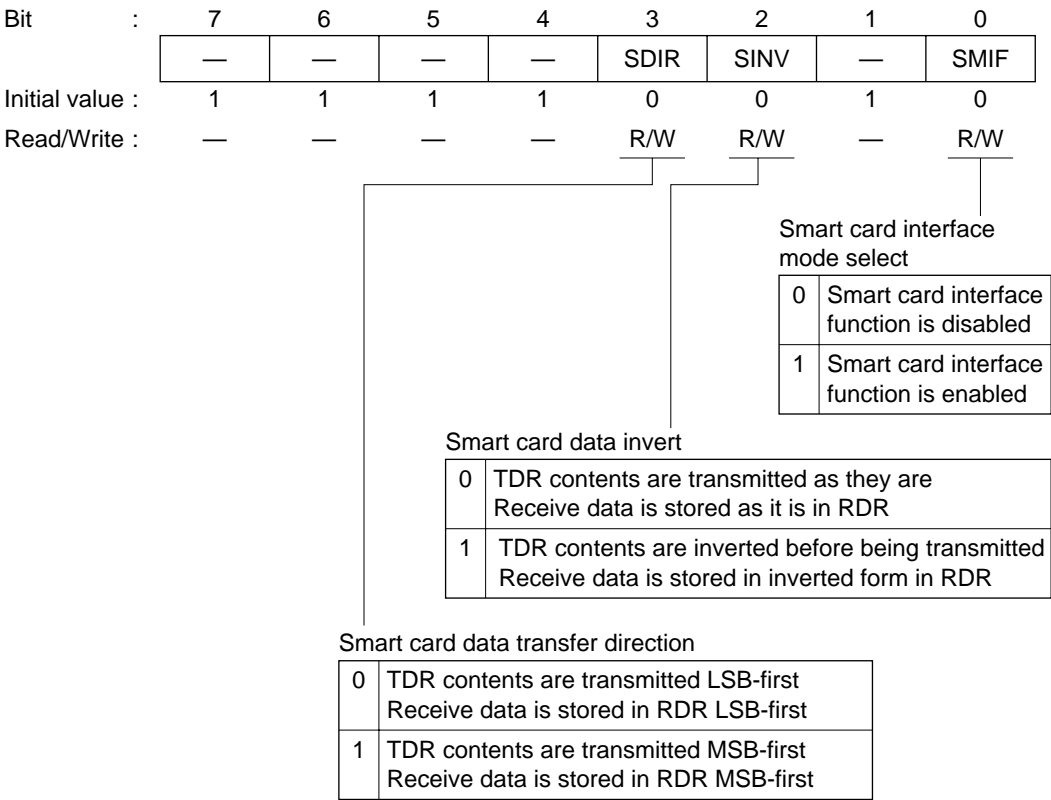 Bit : 7 6 5 4 3 2 1 0
— — — — SDIR SINV — SMIF
Initial value : 1 1 1 1 0 0 1 0
Read/Write : — — — — R/W R/W — R/W
Smart card interface
mode select
0 Smart card interface
function is disabled
1 Smart card interface
function is enabled
Smart card data invert
0 TDR contents are transmitted as they are
Receive data is stored as it is in RDR
1 TDR contents are inverted before being transmitted
Receive data is stored in inverted form in RDR
Smart card data transfer direction
0 TDR contents are transmitted LSB-first
Receive data is stored in RDR LSB-first
1 TDR contents are transmitted MSB-first
Receive data is stored in RDR MSB-first